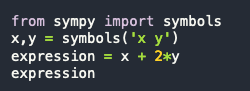 from sympy import symbols
x,y = symbols('x y')
expression = x + 2*y
expression